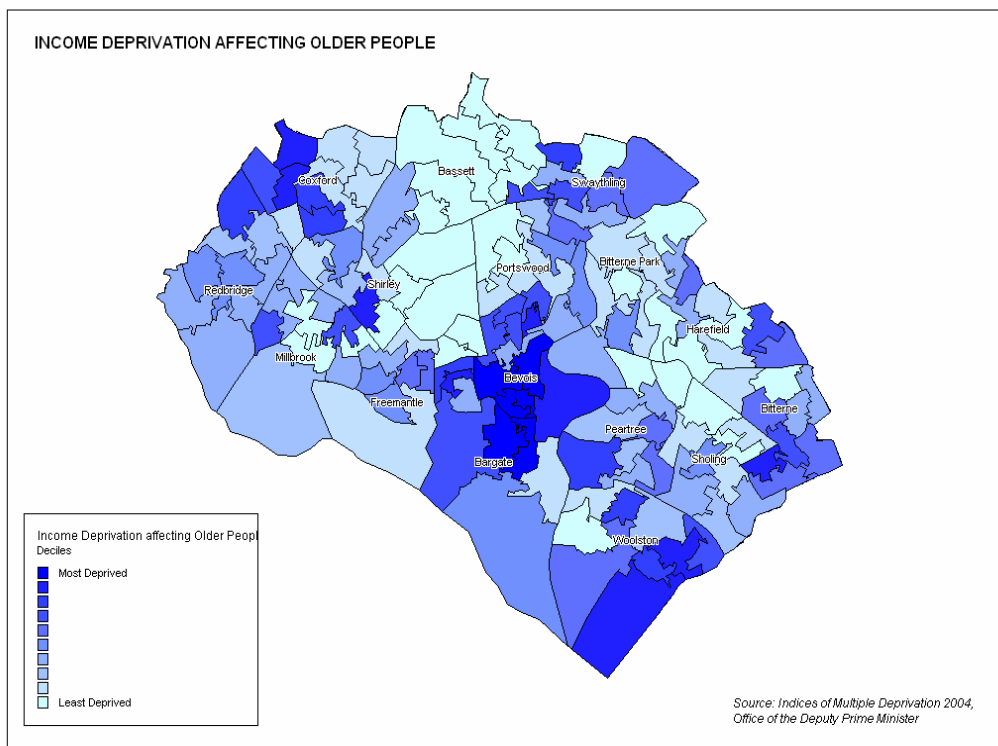 INCOME DEPRIVATION AFFECTING OLDER PEOPLE
Coxford
Bassett
Swaythling
Portswood
Bitterne Park
Redbridge
Shirley
Harefield
Millbrook
Bevois
Freemantle
Bitterne
Peartree
Bargate
Sholing
Woolston
Income Deprivation affecting Older Peopl
Deciles
Most Deprived
Least Deprived
Source: Indices of Multiple Deprivation 2004,
Office of the Deputy Prime Minister